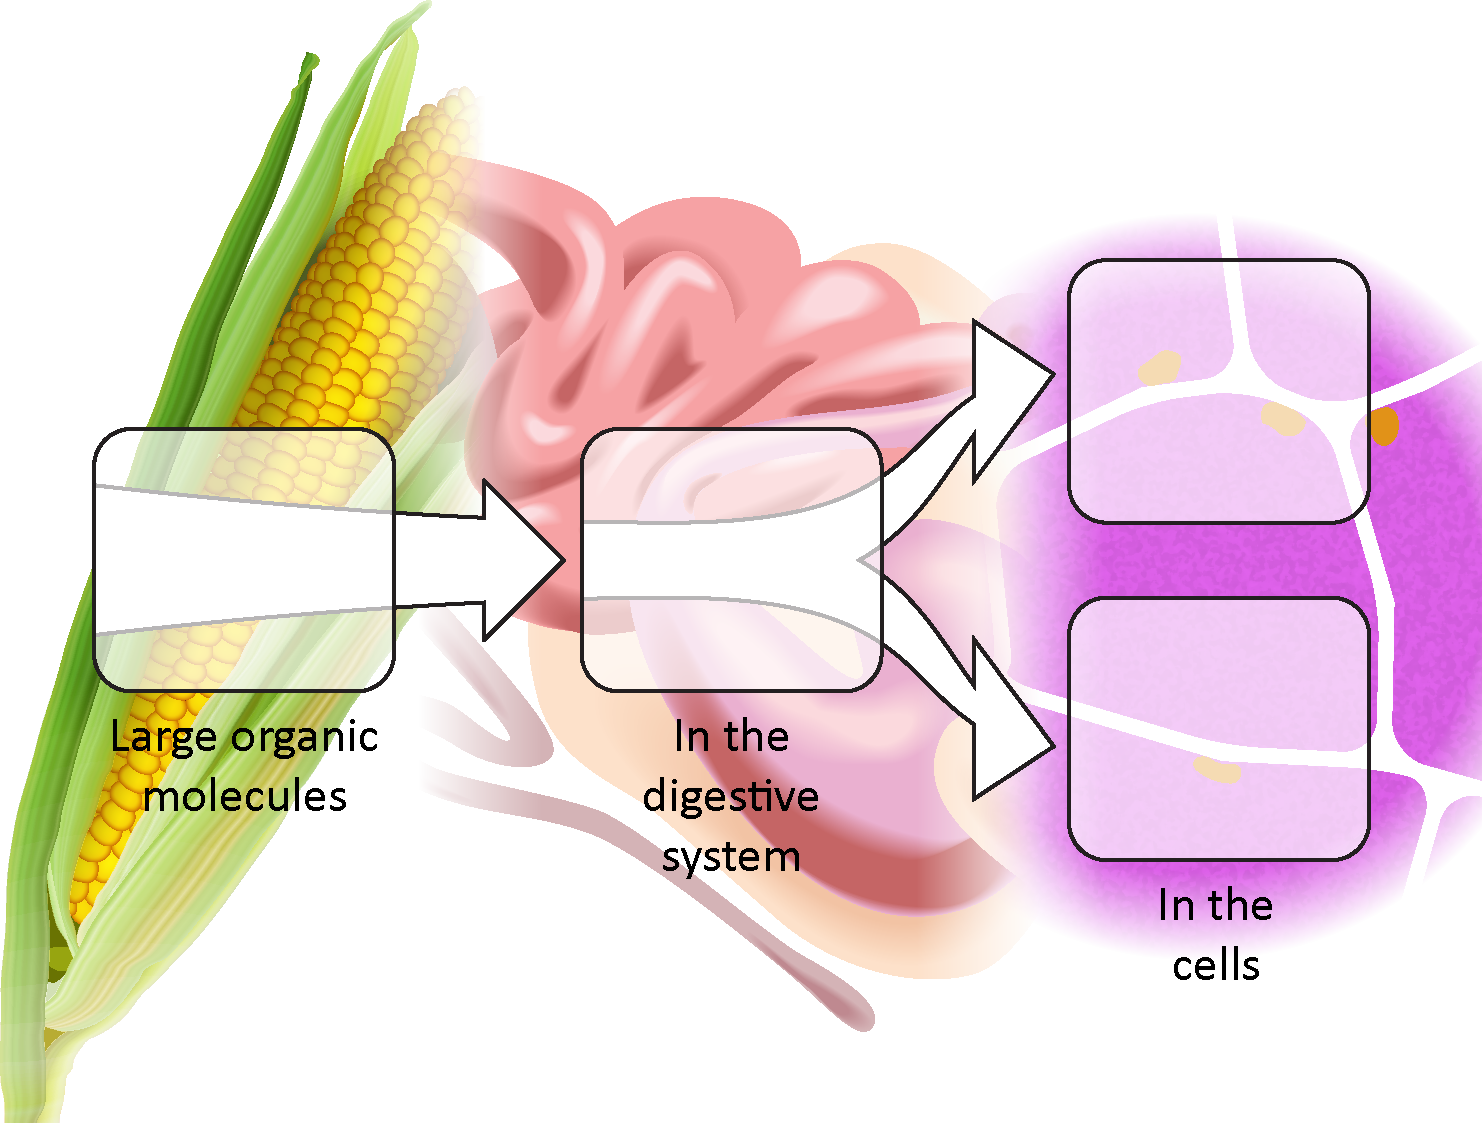 Large organic
molecules
In the
digestive
system
In the
cells